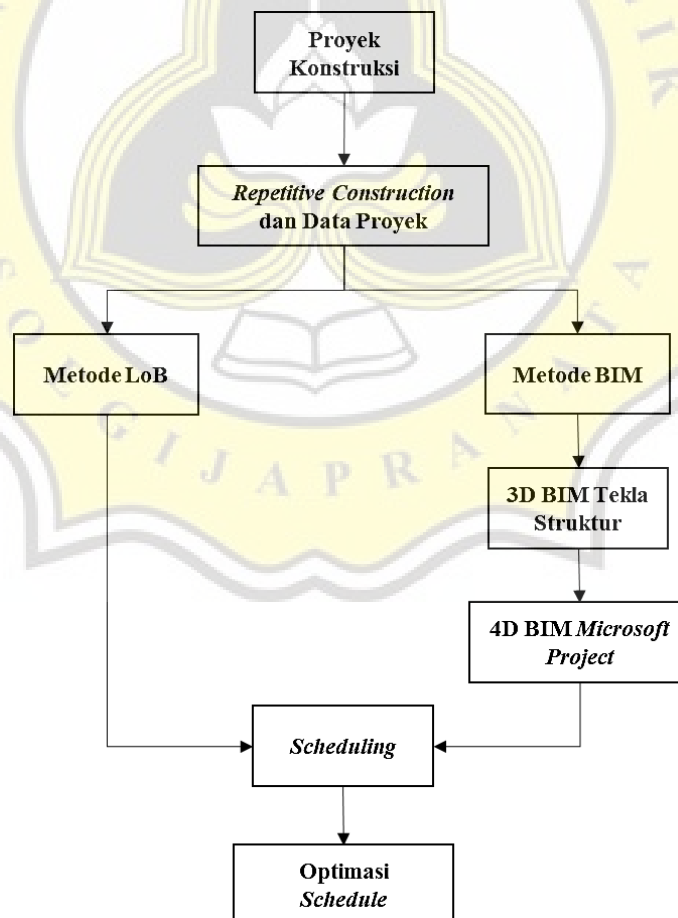 Proyek
Konstruksi
Repetitive Construction
dan Data Proyek
Metode LoB
Metode BIM
3D BIM Tekla
Struktur
4D BIM Microsoft
Project
Scheduling
Optimasi
Schedule
GIJAPRANATA